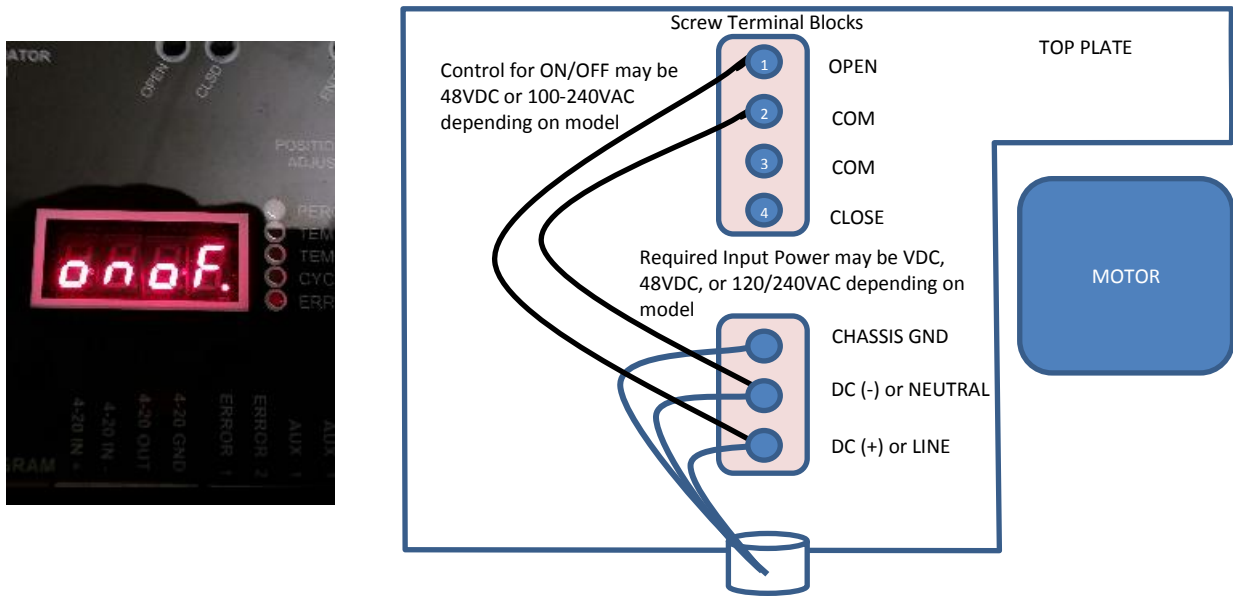 ATOR
OPEN
CLSD
POSITIO
ADJUS
PERC
TEM
TEM
CYC
ERR
onoF.
4-20 IN +
4-20 IN -
4-20 OUT
4-20 GND
ERROR 1
ERROR 2
AUX 1
AUX
GRAM
Screw Terminal Blocks
TOP PLATE
Control for ON/OFF may be
48VDC or 100-240VAC
depending on model
1 OPEN
2 COM
3 COM
4 CLOSE
Required Input Power may be VDC,
48VDC, or 120/240VAC depending on
model
MOTOR
CHASSIS GND
DC (-) or NEUTRAL
DC (+) or LINE